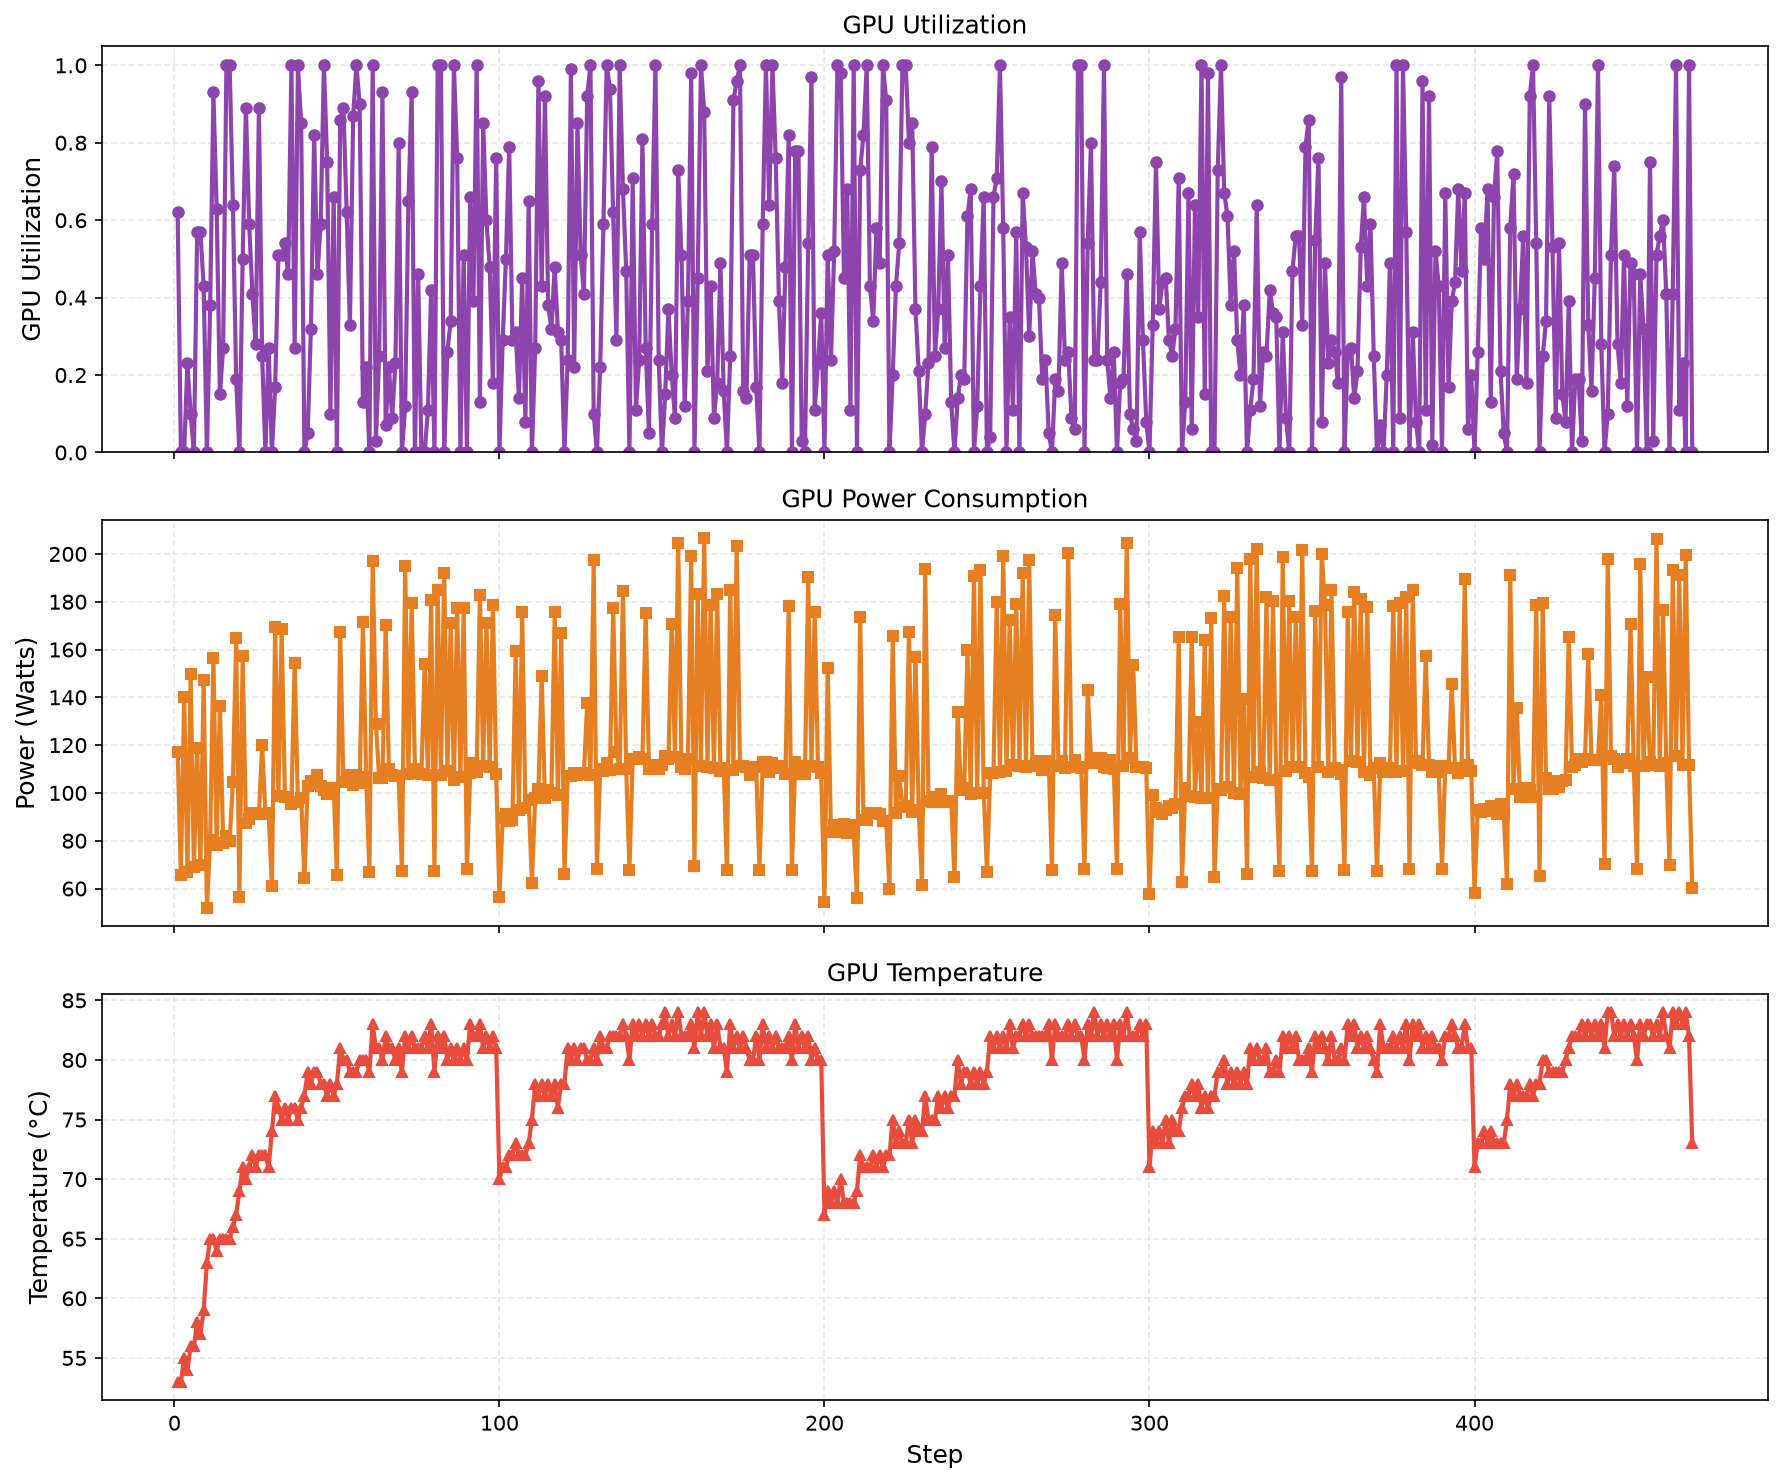 GPU Utilization
1.0
0.8
0.6
0.4
0.2
0.0
GPU Utilization
GPU Power Consumption
200
180
160
140
120
100
80
60
Power (Watts)
GPU Temperature
85
80
75
70
65
60
55
Temperature (°C)
0 100 200 300 400
Step